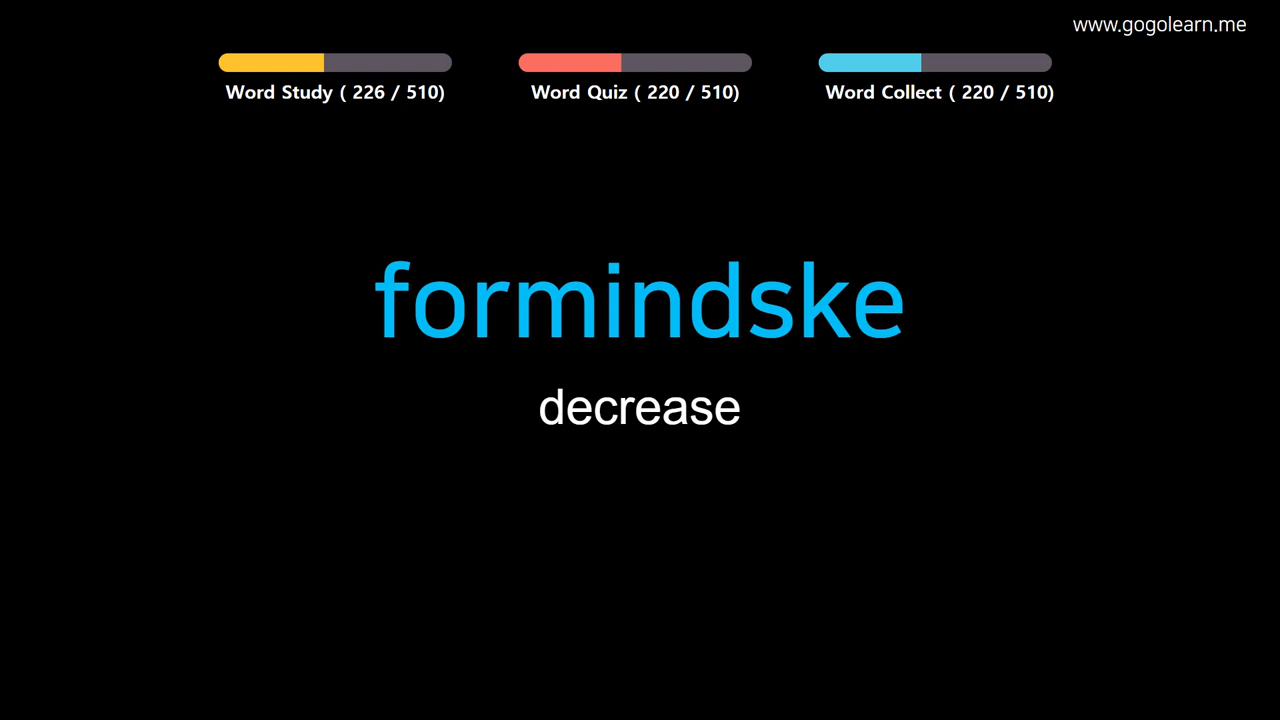 www.gogolearn.me
Word Study ( 226 / 510)
Word Quiz ( 220 / 510)
Word Collect ( 220 / 510)
formindske
decrease